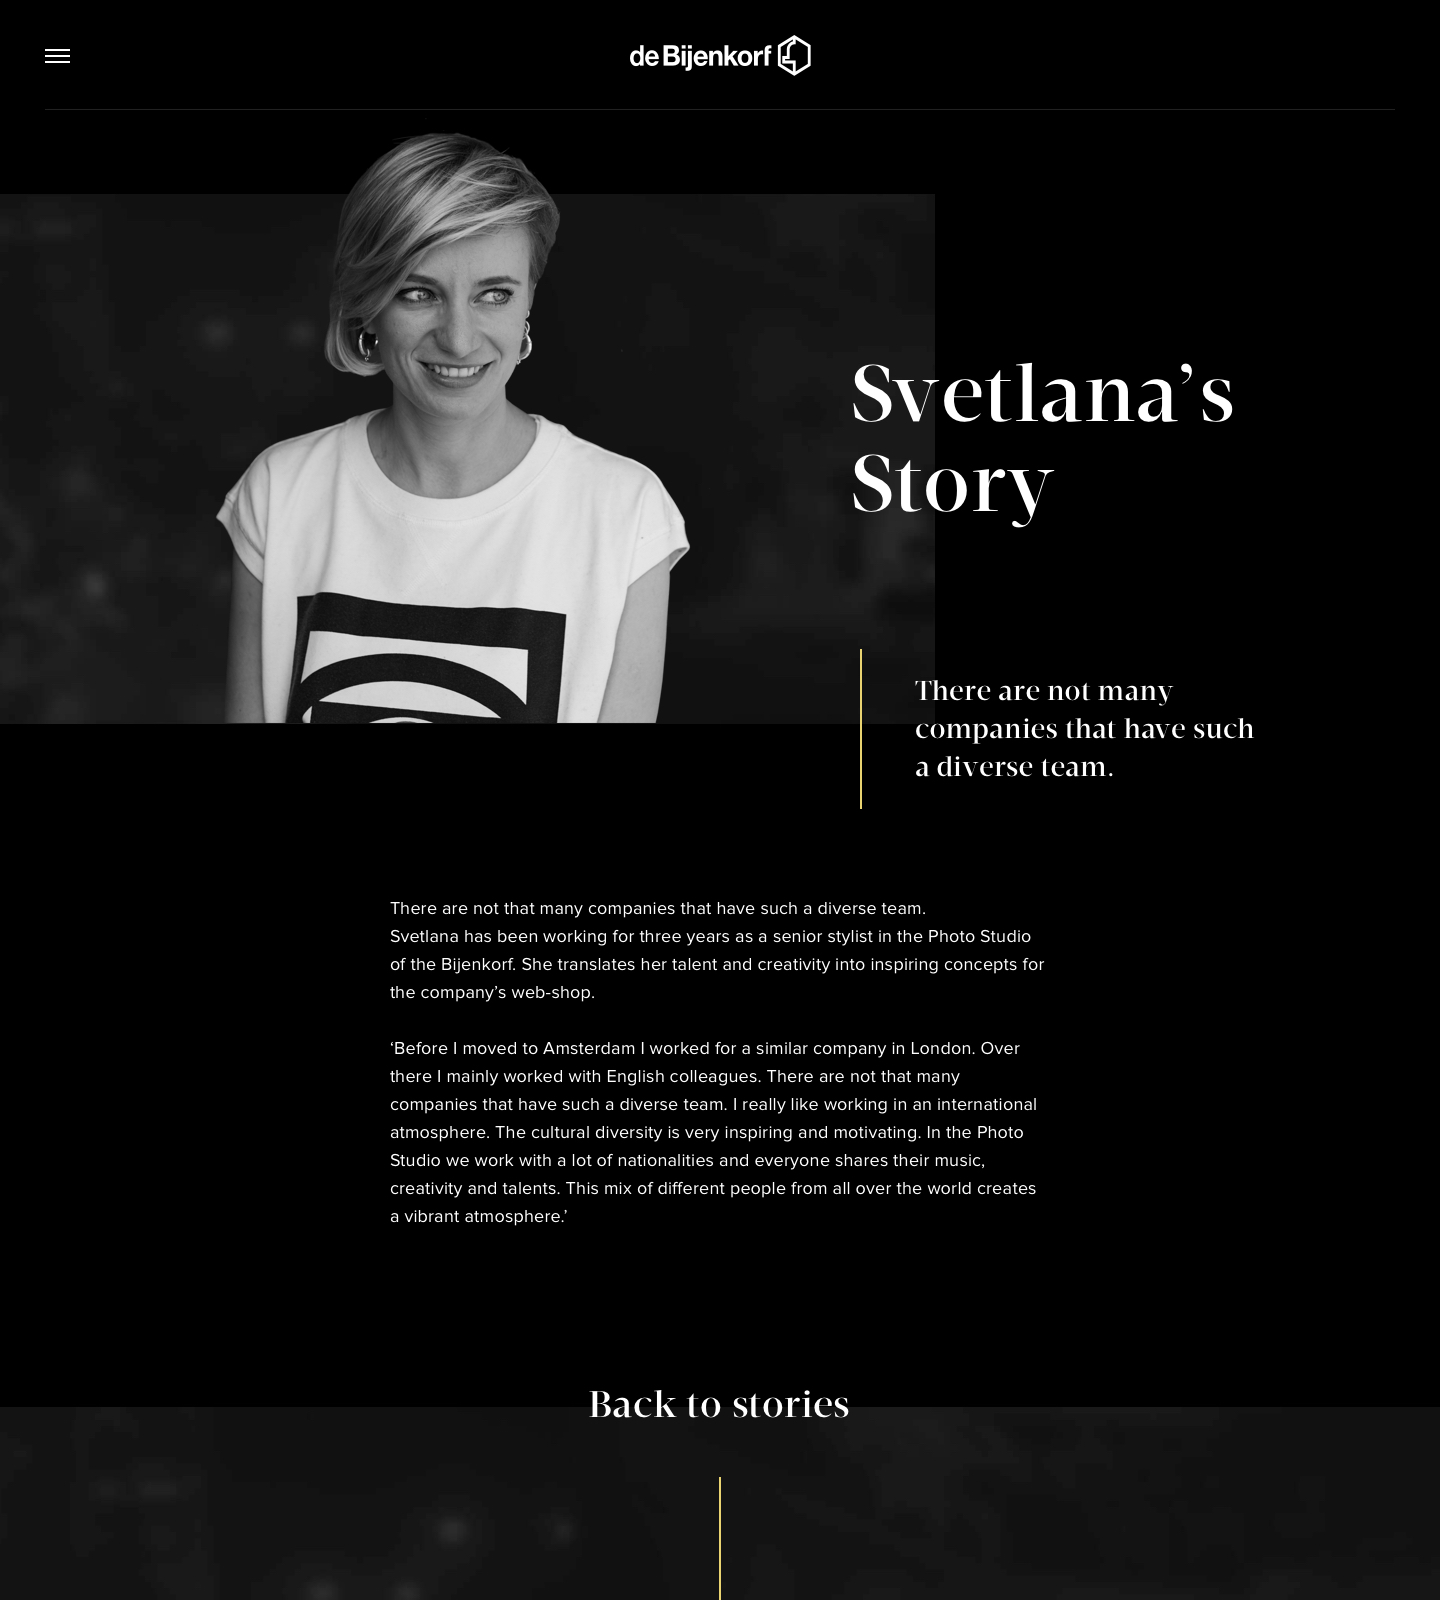 de Bijenkorf
Svetlana’s
Story
There are not many
companies that have such
a diverse team.
There are not that many companies that have such a diverse team.
Svetlana has been working for three years as a senior stylist in the Photo Studio
of the Bijenkorf. She translates her talent and creativity into inspiring concepts for
the company’s web-shop.
‘Before I moved to Amsterdam I worked for a similar company in London. Over
there I mainly worked with English colleagues. There are not that many
companies that have such a diverse team. I really like working in an international
atmosphere. The cultural diversity is very inspiring and motivating. In the Photo
Studio we work with a lot of nationalities and everyone shares their music,
creativity and talents. This mix of different people from all over the world creates
a vibrant atmosphere.’
Back to stories